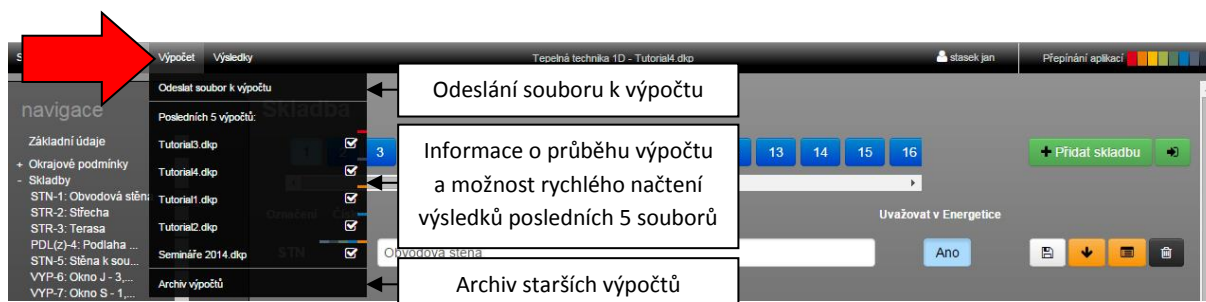 S
Výpočet Výsledky
Tepelná technika 1D - Tutorial4.dkp
stasek jan
Přepínání aplikací
navigace
Základní údaje
+ Okrajové podmínky
- Skladby
STN-1: Obvodová stěna
STR-2: Střecha
STR-3: Terasa
PDL(z)-4: Podlaha ...
STN-5: Stěna k sou...
VYP-6: Okno J - 3,...
VYP-7: Okno S - 1,...
Odeslat soubor k výpočtu
Posledních 5 výpočtů:
Tutorial3.dkp
Tutorial4.dkp
Tutorial1.dkp
Tutorial2.dkp
Semináře 2014.dkp
Archiv výpočtů
Odeslání souboru k výpočtu
Informace o průběhu výpočtu
a možnost rychlého načtení
výsledků posledních 5 souborů
Archiv starších výpočtů
Skladba
1 2 3 13 14 15 16
+ Přidat skladbu
Označení
Uvažovat v Energetice
STN
Obvodová stěna
Ano